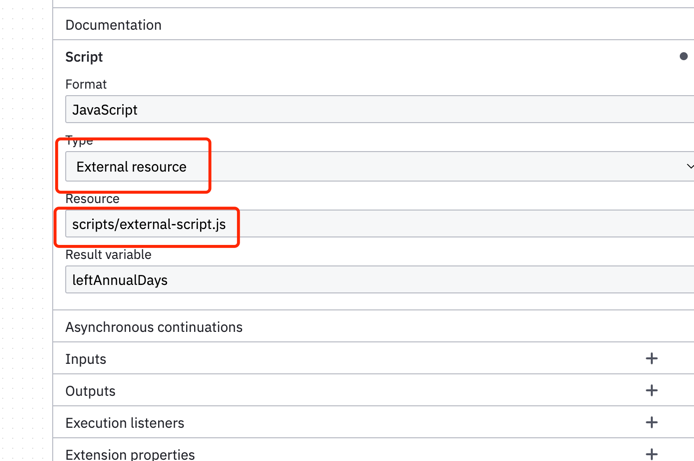 Documentation
Script
Format
JavaScript
Type
External resource
Resource
scripts/external-script.js
Result variable
leftAnnualDays
Asynchronous continuations
Inputs
Outputs
Execution listeners
Extension properties